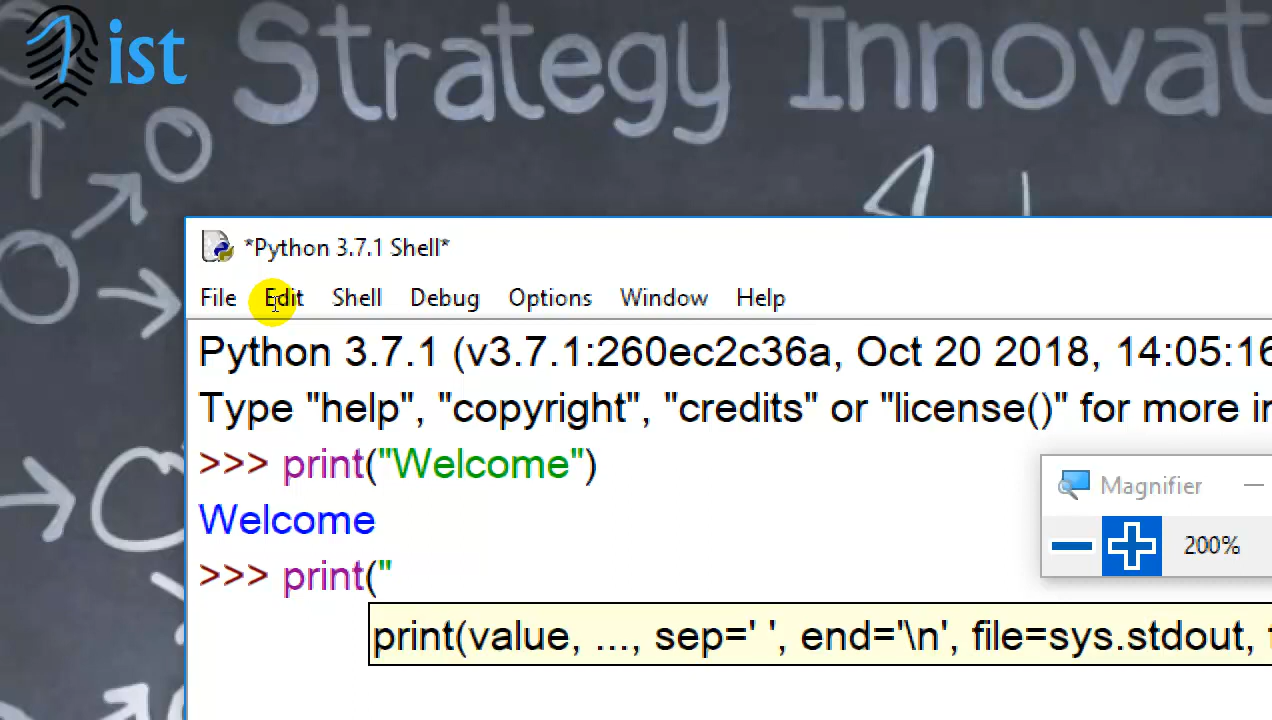 ist
Strategy Innovat
*Python 3.7.1 Shell*
File Edit Shell Debug Options Window Help
Python 3.7.1 (v3.7.1:260ec2c36a, Oct 20 2018, 14:05:16
Type "help", "copyright", "credits" or "license()" for more in
>>> print("Welcome")
Welcome
Magnifier
200%
>>> print("
print(value, ..., sep=' ', end='\n', file=sys.stdout, f